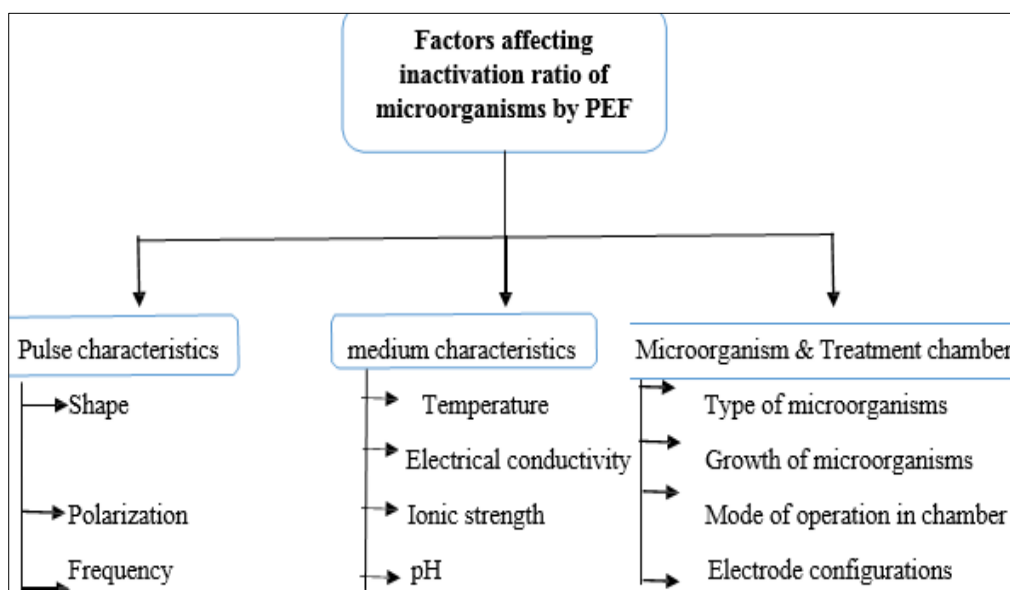 Factors affecting
inactivation ratio of
microorganisms by PEF
Pulse characteristics
Shape
Polarization
Frequency
medium characteristics
Temperature
Electrical conductivity
Ionic strength
pH
Microorganism & Treatment chamber
Type of microorganisms
Growth of microorganisms
Mode of operation in chamber
Electrode configurations